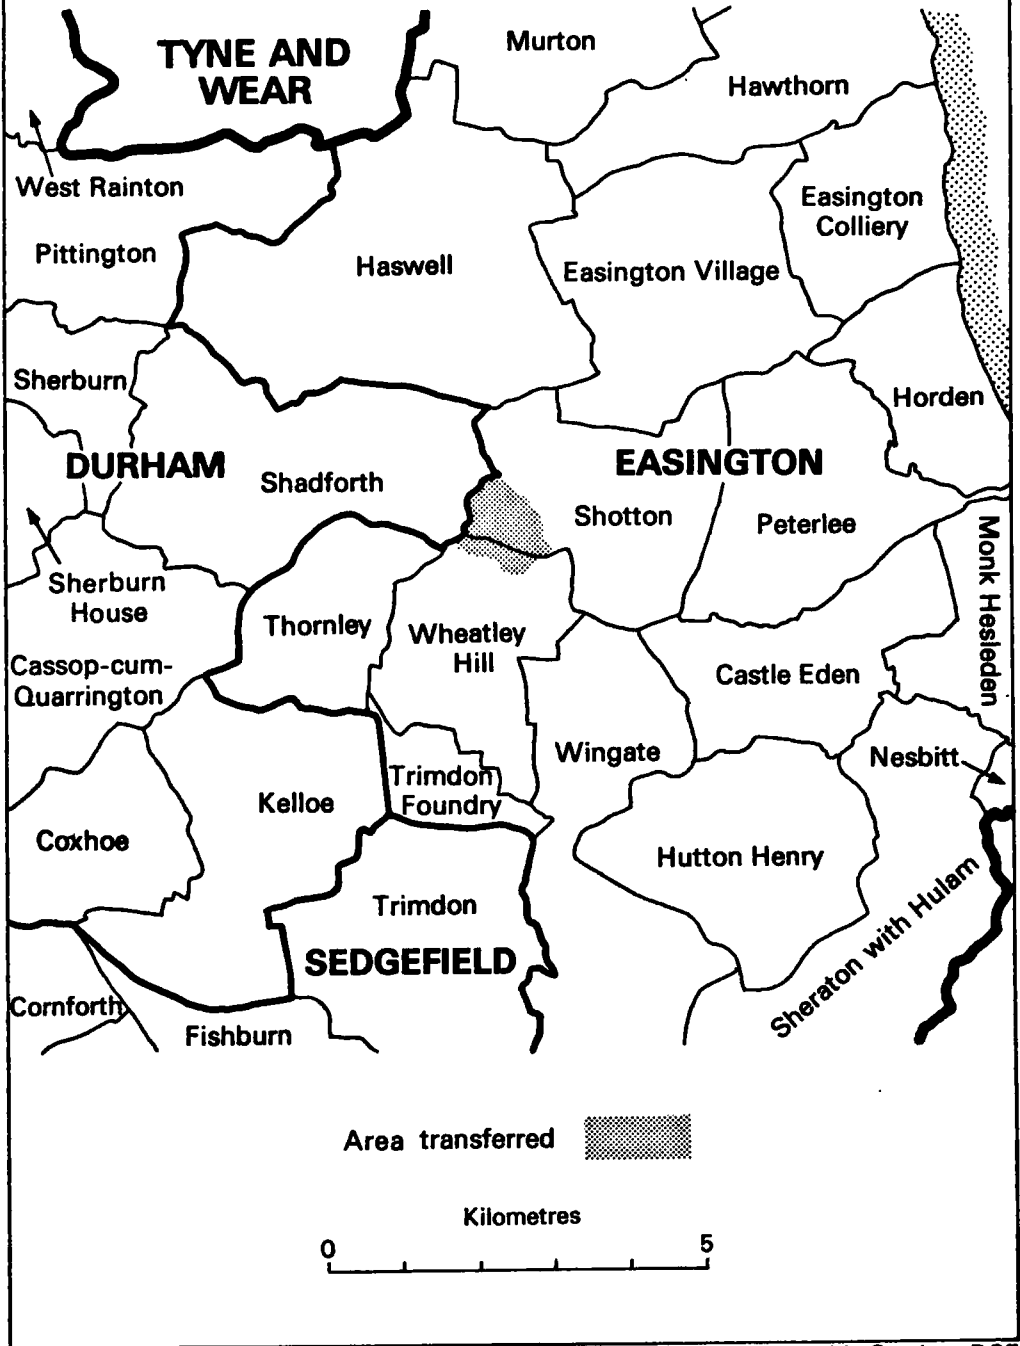 TYNE AND
WEAR
Murton
Hawthorn
West Rainton
Easington
Colliery
Pittington
Haswell
Easington Village
Sherburn
Horden
DURHAM
Shadforth
EASINGTON
Shotton
Peterlee
Monk Hesleden
Sherburn
House
Thornley
Wheatley
Hill
Cassop-cum-
Quarrington
Castle Eden
Wingate
Nesbitt
Trimdon
Foundry
Kelloe
Coxhoe
Hutton Henry
Trimdon
Sheraton with Hulam
SEDGEFIELD
Cornforth
Fishburn
Area transferred
Kilometres
0 5